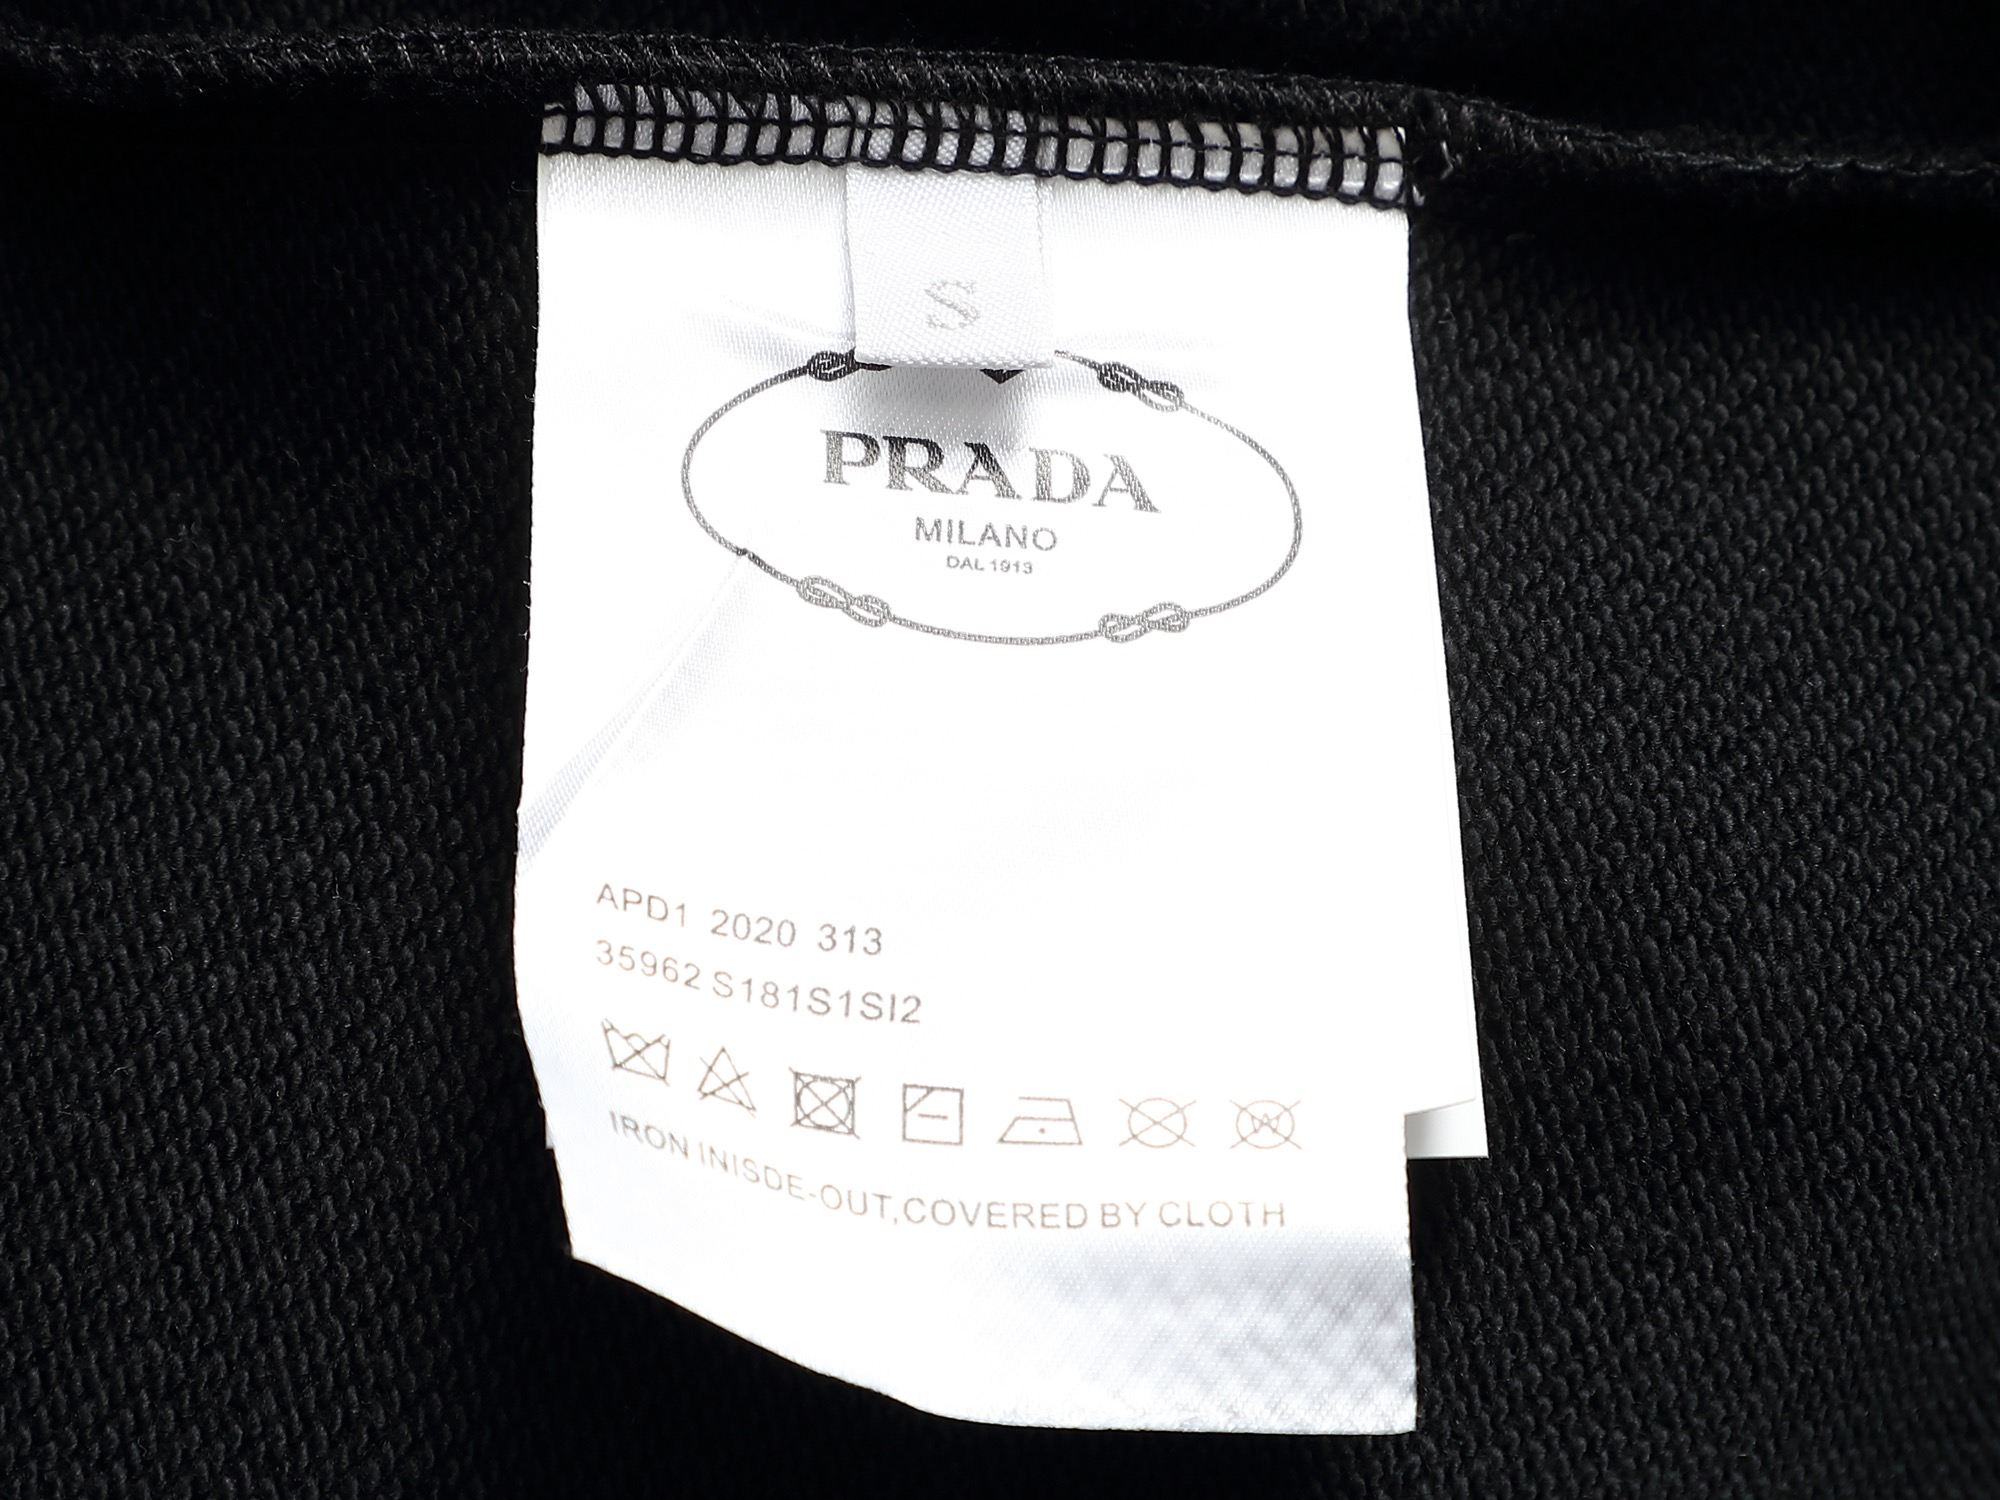 S
PRADA
MILANO
DAL 1913
APD1 2020 313
35962 S181S1SI2
W
IRON INISDE-OUT,COVERED BY CLOTH